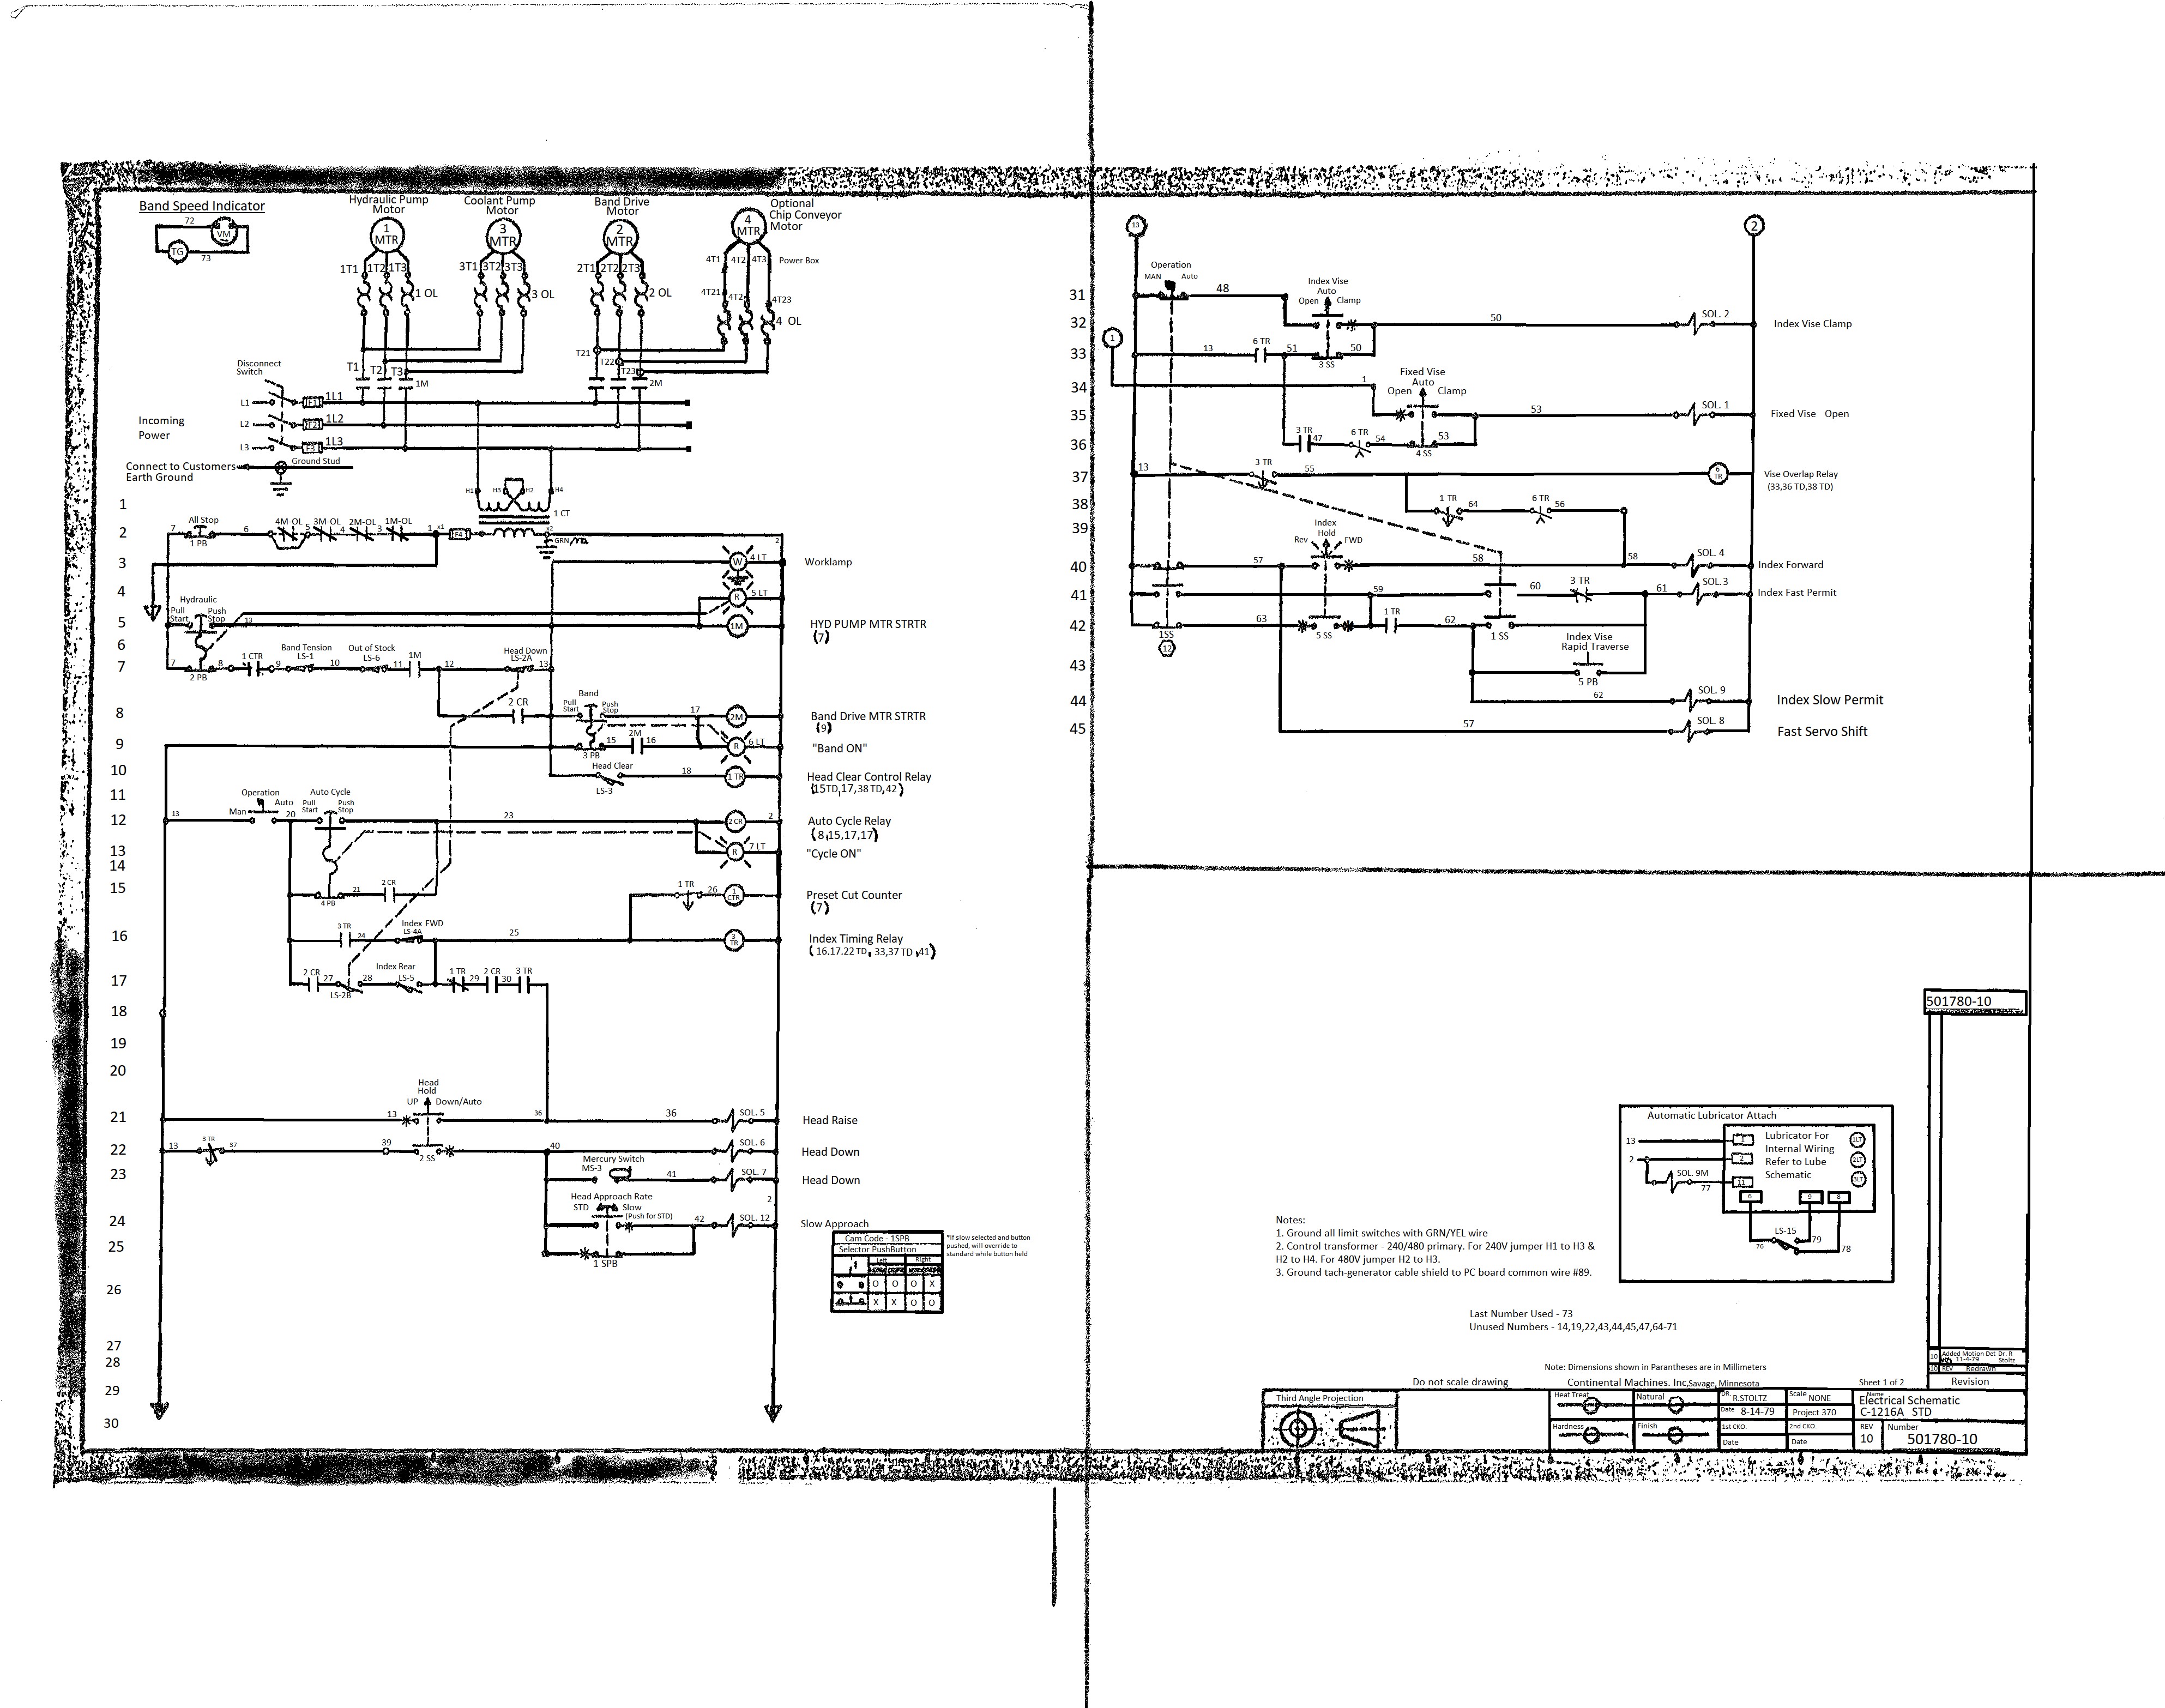 Band Speed Indicator
72
VM
TG
73
Hydraulic Pump
Motor
1
MTR
1T1 1T2 1T3
1 OL
Coolant Pump
Motor
3
MTR
3T1 3T2 3T3
3 OL
Band Drive
Motor
2
MTR
2T1 2T2 2T3
2 OL
Optional
Chip Conveyor
Motor
4
MTR
4T1 4T2 4T3 Power Box
4T21 4T2 4T23
4 OL
T21
T22
T23
T1 T2 T3
1M
2M
Disconnect
Switch
L1 F1 1L1
Incoming
Power
L2 F2 1L2
L3 F3 1L3
Connect to Customers
Earth Ground
Ground Stud
H1 H3 H2 H4
1 CT
1
2
7 All Stop 6 4M-OL 5 3M-OL 4 2M-OL 3 1M-OL 1 x1 F4 x2 2
1 PB
GRN/
3
W 4 LT
Worklamp
4
R 5 LT
Hydraulic
Pull
Start
Push
Stop
5
13
1M
HYD PUMP MTR STRTR
(7)
6
7
7 8 1 CTR 9 Band Tension
LS-1
10 Out of Stock
LS-6
11 1M 12 Head Down
LS-2A
13
2 PB
8
2 CR
Band
Pull
Start
Push
Stop
17
2M
Band Drive MTR STRTR
(9)
9
15 2M 16
3 PB
R 6 LT
"Band ON"
10
Head Clear
LS-3
18
1 TR
Head Clear Control Relay
(15TD,17,38 TD,42)
11
Operation
Man Auto
Auto Cycle
Pull
Start
Push
Stop
12
13 20 23
2 CR 2
Auto Cycle Relay
(8,15,17,17)
13
R 7 LT
"Cycle ON"
14
15
4 PB
21 2 CR
1 TR 26
1
CTR
Preset Cut Counter
(7)
16
3 TR 24 Index FWD
LS-4A
25
3
TR
Index Timing Relay
( 16,17,22 TD, 33,37 TD ,41)
17
2 CR 27 LS-2B 28 Index Rear
LS-5
1 TR 29 2 CR 30 3 TR
18
19
20
Head
Hold
UP Down/Auto
21
13 36 36 SOL. 5
Head Raise
22
13 3 TR 37 39 2 SS 40 SOL. 6
Head Down
23
Mercury Switch
MS-3
41 SOL. 7
Head Down
Head Approach Rate
STD Slow
(Push for STD)
2
24
42 SOL. 12
Slow Approach
25
1 SPB
Cam Code - 1SPB
Selector PushButton
Left Right
O O O X
X X O O
*If slow selected and button
pushed, will override to
standard while button held
26
27
28
29
30
13
2
Operation
MAN Auto
31
48
Index Vise
Auto
Open Clamp
32
50 SOL. 2
Index Vise Clamp
1
33
13 6 TR 51 50
3 SS
34
1
Fixed Vise
Auto
Open Clamp
35
53 SOL. 1
Fixed Vise Open
36
3 TR 47 6 TR 54 53
4 SS
37
13 3 TR 55
6
TR
Vise Overlap Relay
(33,36 TD,38 TD)
38
1 TR 64 6 TR 56
39
Index
Hold
Rev FWD
40
57 58 58 SOL. 4
Index Forward
41
59 60 3 TR 61 SOL.3
Index Fast Permit
42
1SS
12
63 5 SS 1 TR 62 1 SS
43
Index Vise
Rapid Traverse
5 PB
44
62 SOL. 9
Index Slow Permit
45
57 SOL. 8
Fast Servo Shift
501780-10
Automatic Lubricator Attach
13 1
2 2
SOL. 9M
77 11
Lubricator For
Internal Wiring
Refer to Lube
Schematic
1LT
2LT
3LT
6 9 8
LS-15
76 79
78
Notes:
1. Ground all limit switches with GRN/YEL wire
2. Control transformer - 240/480 primary. For 240V jumper H1 to H3 &
H2 to H4. For 480V jumper H2 to H3.
3. Ground tach-generator cable shield to PC board common wire #89.
Last Number Used - 73
Unused Numbers - 14,19,22,43,44,45,47,64-71
Note: Dimensions shown in Parantheses are in Millimeters
Do not scale drawing
Continental Machines. Inc,Savage, Minnesota
Sheet 1 of 2
10 Added Motion Det Dr. R
11-4-79 Stoltz
10 REV Redrawn
Revision
Third Angle Projection
Heat Treat
Natural
Hardness
Finish
DR. R.STOLTZ
Date 8-14-79
1st CKO.
Date
Scale NONE
Project 370
2nd CKO.
Date
Name
Electrical Schematic
C-1216A STD
REV
10
Number
501780-10